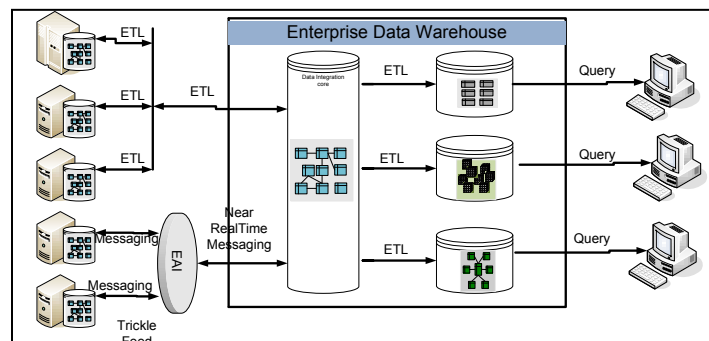 Enterprise Data Warehouse
ETL
ETL
ETL
ETL
Data Integration
core
ETL
ETL
ETL
Query
Query
Query
Messaging
Messaging
EAI
Near
RealTime
Messaging
Trickle
Feed